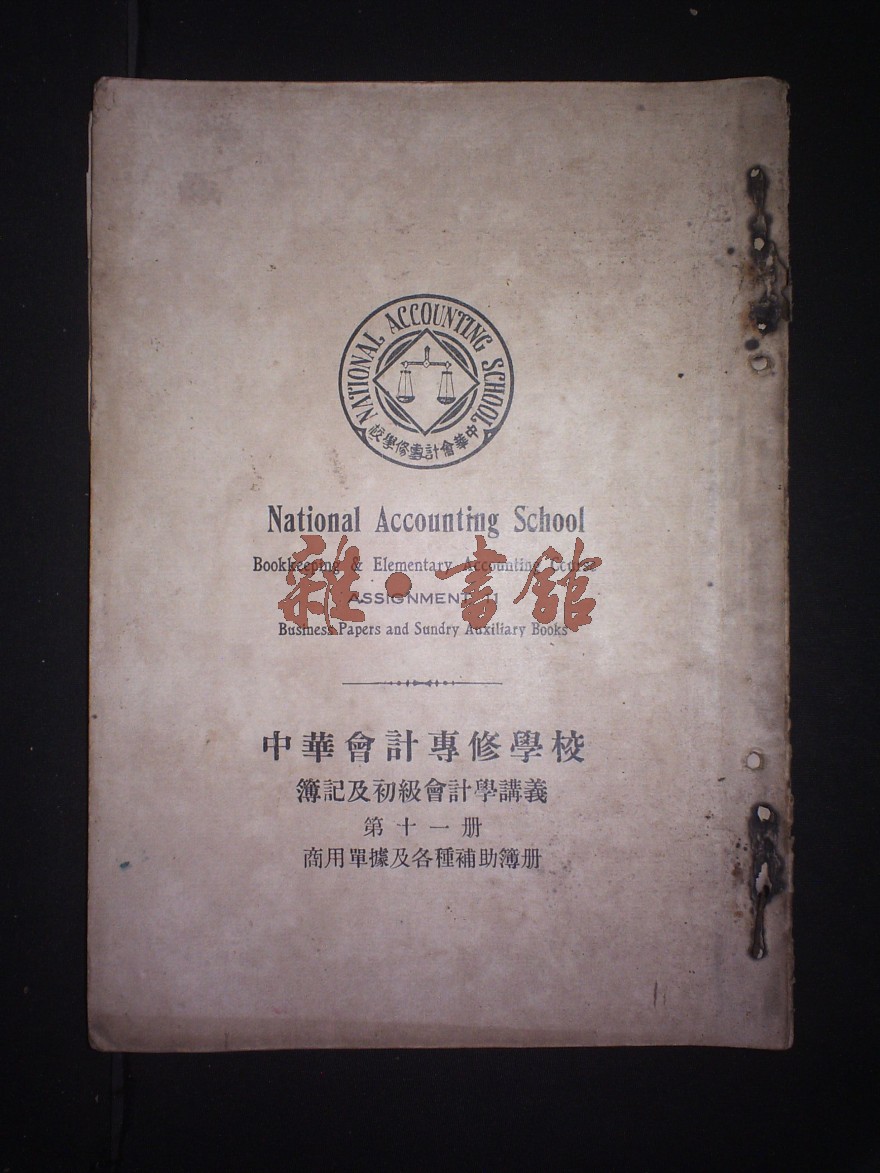 NATIONAL ACCOUNTING SCHOOL
中華會計專修學校
National Accounting School
Bookkeeping & Elementary Accounting Course
ASSIGNMENT 11
Business Papers and Sundry Auxiliary Books
雜·書館
中華會計專修學校
簿記及初級會計學講義
第十一册
商用單據及各種補助簿册